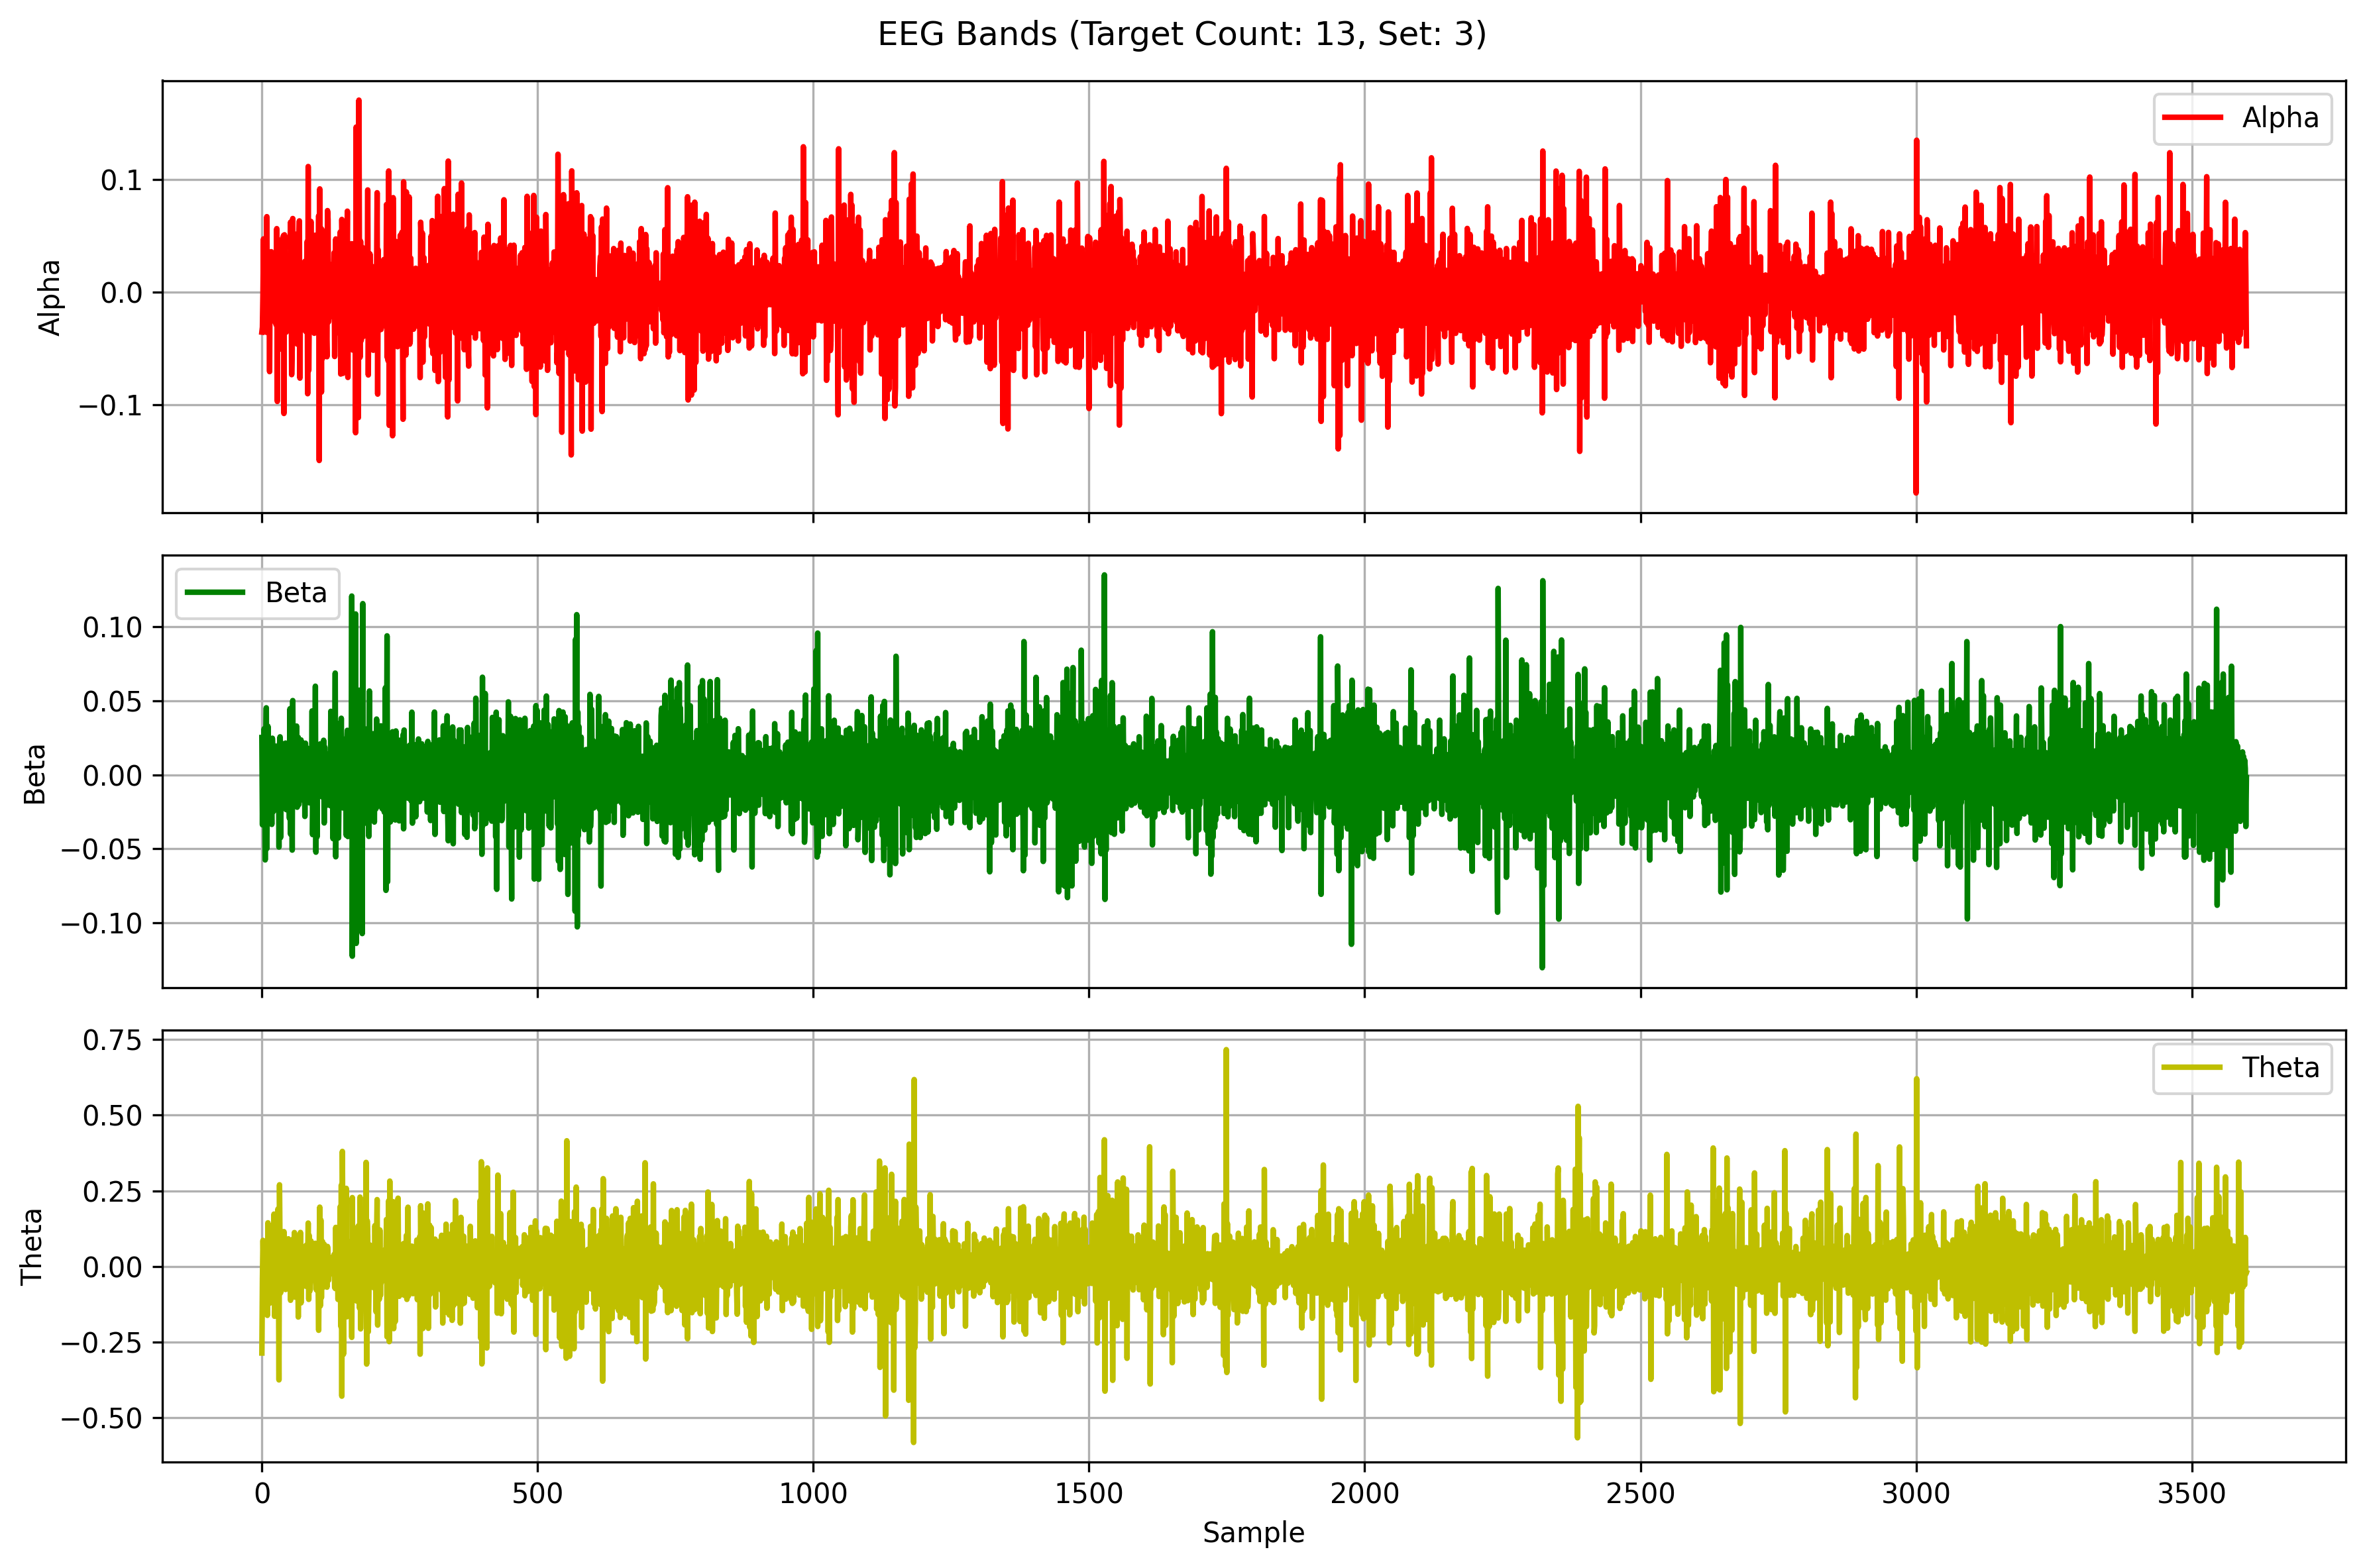 EEG Bands (Target Count: 13, Set: 3)
Alpha
0.1
0.0
−0.1
Alpha
Beta
0.10
0.05
0.00
−0.05
−0.10
Beta
Theta
0.75
0.50
0.25
0.00
−0.25
−0.50
Theta
0 500 1000 1500 2000 2500 3000 3500
Sample